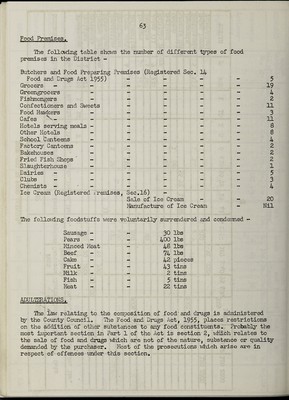 63
Food Premises.
The following table shows the number of different types of food
premises in the District -
Butchers and Food Preparing Premises (Registered Sec. 14
Food and Drugs Act 1955) - - - - - 5
Grocers - - - - - - - 19
Greengrocers - - - - - - 4
Fishmongers - - - - - - 2
Confectioners and Sweets - - - - - 11
Food Hawkers - - - - - - 3
Cafes - - - - - - - 11
Hotels serving meals - - - - - - 8
Other Hotels - - - - - - 8
School Canteens - - - - - - 4
Factory Canteens - - - - - - 2
Bakehouses - - - - - - 2
Fried Fish Shops - - - - - - 2
Slaughterhouse - - - - - - 1
Dairies - - - - - - - 5
Clubs - - - - - - - 3
Chemists - - - - - - - 4
Ice Cream (Registered Premises, Sec.16) -
Sale of Ice Cream - - 20
Manufacture of Ice Cream - Nil
The following foodstuffs were voluntarily surrendered and condemned -
Sausage - - 30 lbs
Pears - - 400 lbs
Minced Meat - 48 lbs
Beef - - 74 lbs
Cake - - 42 pieces
Fruit - - 43 tins
Milk - - 2 tins
Fish - - 5 tins
Meat - - 22 tins
ADULTERATIONS.
The law relating to the composition of food and drugs is administered
by the County Council. The Food and Drugs Act, 1955, places restrictions
on the addition of other substances to any food constituents. Probably the
most important section in Part 1 of the Act is section 2, which relates to
the sale of food and drugs which are not of the nature, substance or quality
demanded by the purchaser. Most of the prosecutions which arise are in
respect of offences under this section.